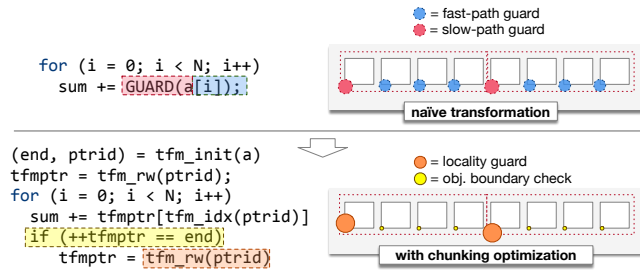 = fast-path guard
= slow-path guard
for (i = 0; i < N; i++)
sum += GUARD(a[i]);
naïve transformation
(end, ptrid) = tfm_init(a)
tfmptr = tfm_rw(ptrid);
for (i = 0; i < N; i++)
sum += tfmptr[tfm_idx(ptrid)]
if (++tfmptr == end)
tfmptr = tfm_rw(ptrid)
= locality guard
= obj. boundary check
with chunking optimization